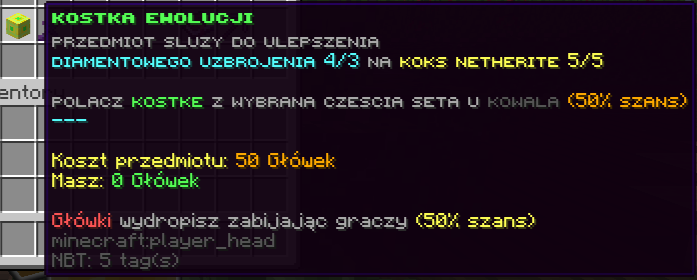 KOSTKA EWOLUCJI
PRZEDMIOT SLUZY DO ULEPSZENIA
DIAMENTOWEGO UZBROJENIA 4/3 NA KOKS NETHERITE 5/5
entor
POLACZ KOSTKE Z WYBRANA CZESCIA SETA U KOWALA (50% SZANS)
---
Koszt przedmiotu: 50 Główek
Masz: 0 Główek
Główki wydropisz zabijając graczy (50% szans)
minecraft:player_head
NBT: 5 tag(s)